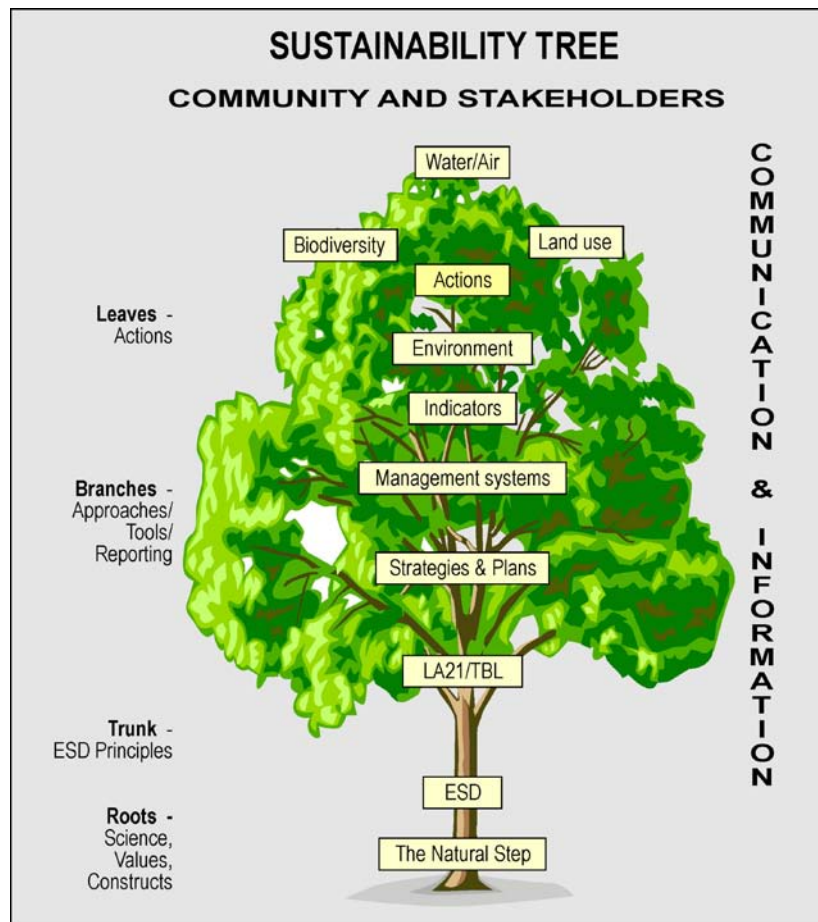 SUSTAINABILITY TREE
COMMUNITY AND STAKEHOLDERS
Water/Air
Biodiversity
Land use
Actions
Leaves -
Actions
Environment
Indicators
Management systems
Branches -
Approaches/
Tools/
Reporting
Strategies & Plans
LA21/TBL
Trunk -
ESD Principles
ESD
Roots -
Science,
Values,
Constructs
The Natural Step
COMMUNICATION & INFORMATION